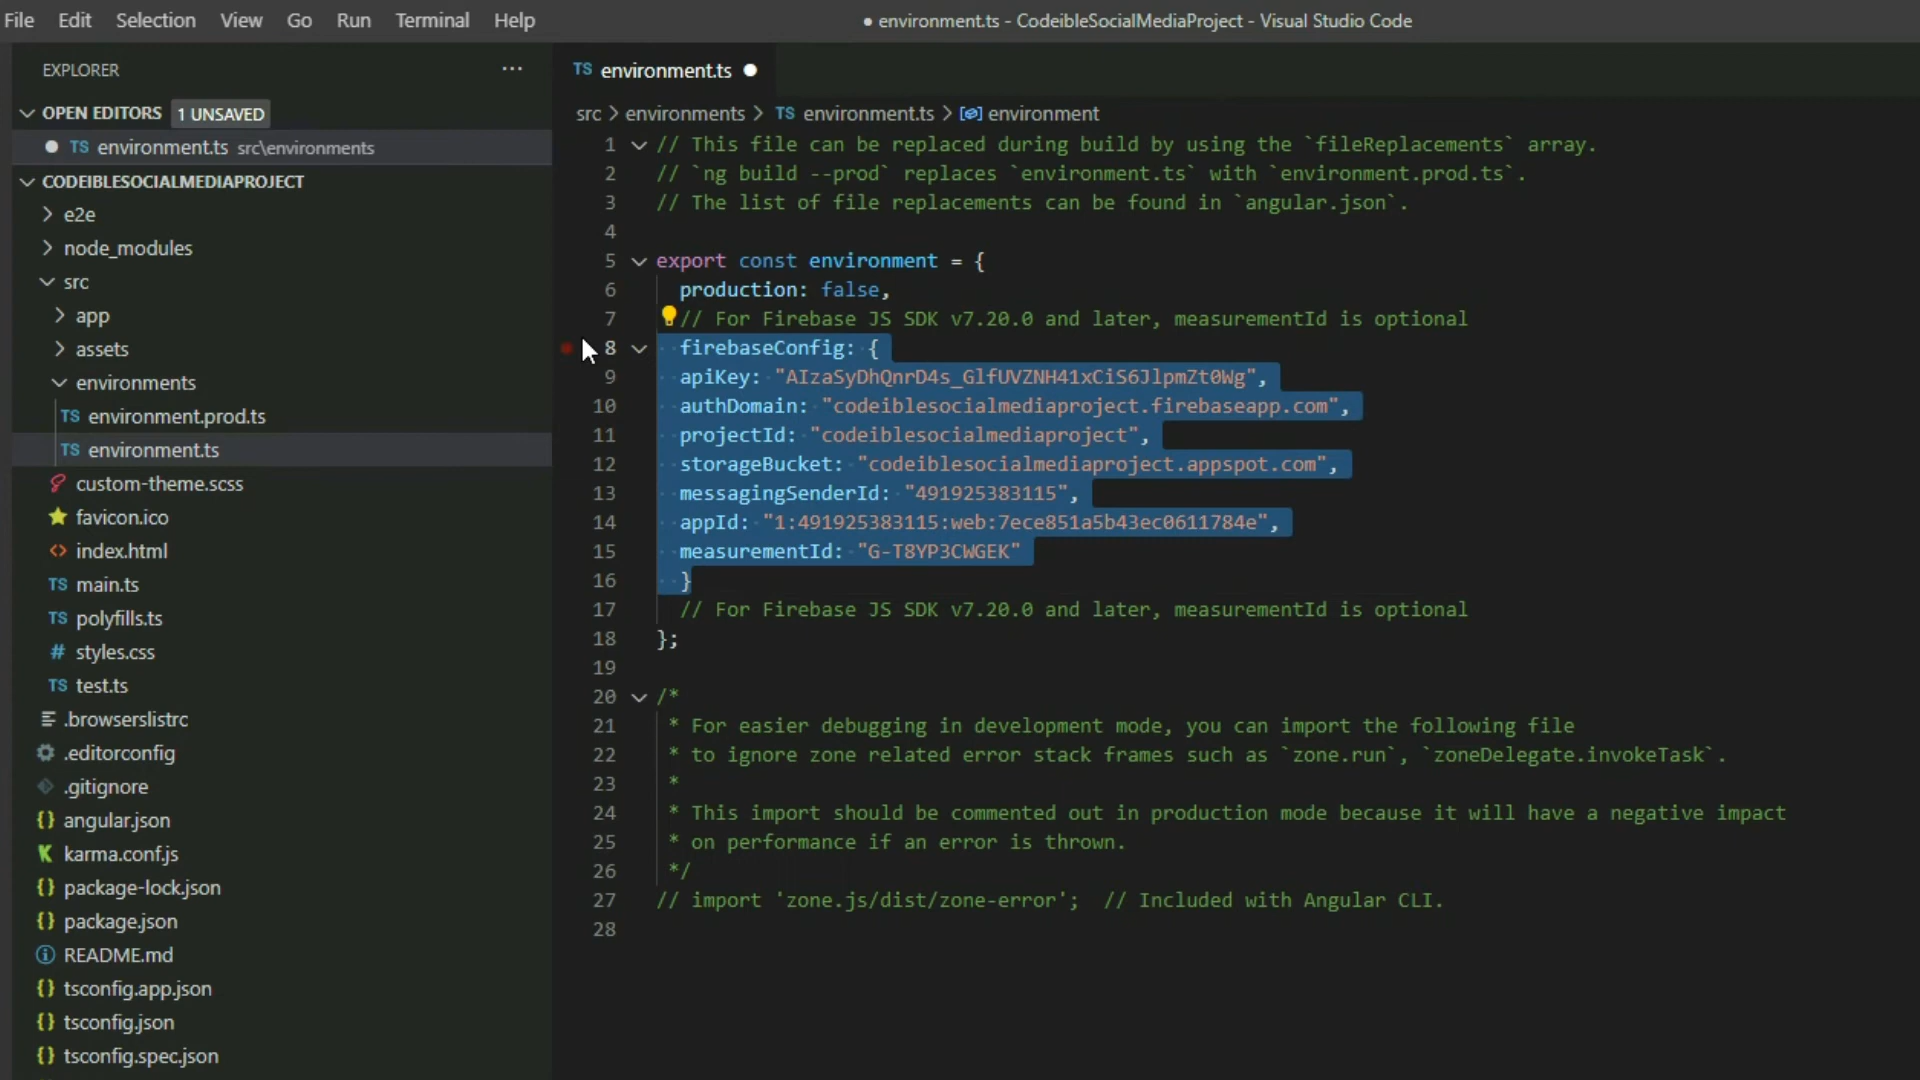 File Edit Selection View Go Run Terminal Help
● environment.ts - CodeibleSocialMediaProject - Visual Studio Code
EXPLORER ···
OPEN EDITORS 1 UNSAVED
● TS environment.ts src\environments
CODEIBLESOCIALMEDIAPROJECT
e2e
node_modules
src
app
assets
environments
TS environment.prod.ts
TS environment.ts
custom-theme.scss
favicon.ico
<> index.html
TS main.ts
TS polyfills.ts
# styles.css
TS test.ts
.browserslistrc
.editorconfig
.gitignore
{} angular.json
karma.conf.js
{} package-lock.json
{} package.json
README.md
{} tsconfig.app.json
{} tsconfig.json
{} tsconfig.spec.json
TS environment.ts ●
src > environments > TS environment.ts > environment
1 // This file can be replaced during build by using the `fileReplacements` array.
2 // `ng build --prod` replaces `environment.ts` with `environment.prod.ts`.
3 // The list of file replacements can be found in `angular.json`.
4
5 export const environment = {
6 production: false,
7 // For Firebase JS SDK v7.20.0 and later, measurementId is optional
8 firebaseConfig: {
9 apiKey: "AIzaSyDhQnrD4s_GlfUVZNH41xCiS6JlpmZt0Wg",
10 authDomain: "codeiblesocialmediaproject.firebaseapp.com",
11 projectId: "codeiblesocialmediaproject",
12 storageBucket: "codeiblesocialmediaproject.appspot.com",
13 messagingSenderId: "491925383115",
14 appId: "1:491925383115:web:7ece851a5b43ec0611784e",
15 measurementId: "G-T8YP3CWGEK"
16 }
17 // For Firebase JS SDK v7.20.0 and later, measurementId is optional
18 };
19
20 /*
21 * For easier debugging in development mode, you can import the following file
22 * to ignore zone related error stack frames such as `zone.run`, `zoneDelegate.invokeTask`.
23 *
24 * This import should be commented out in production mode because it will have a negative impact
25 * on performance if an error is thrown.
26 */
27 // import 'zone.js/dist/zone-error'; // Included with Angular CLI.
28